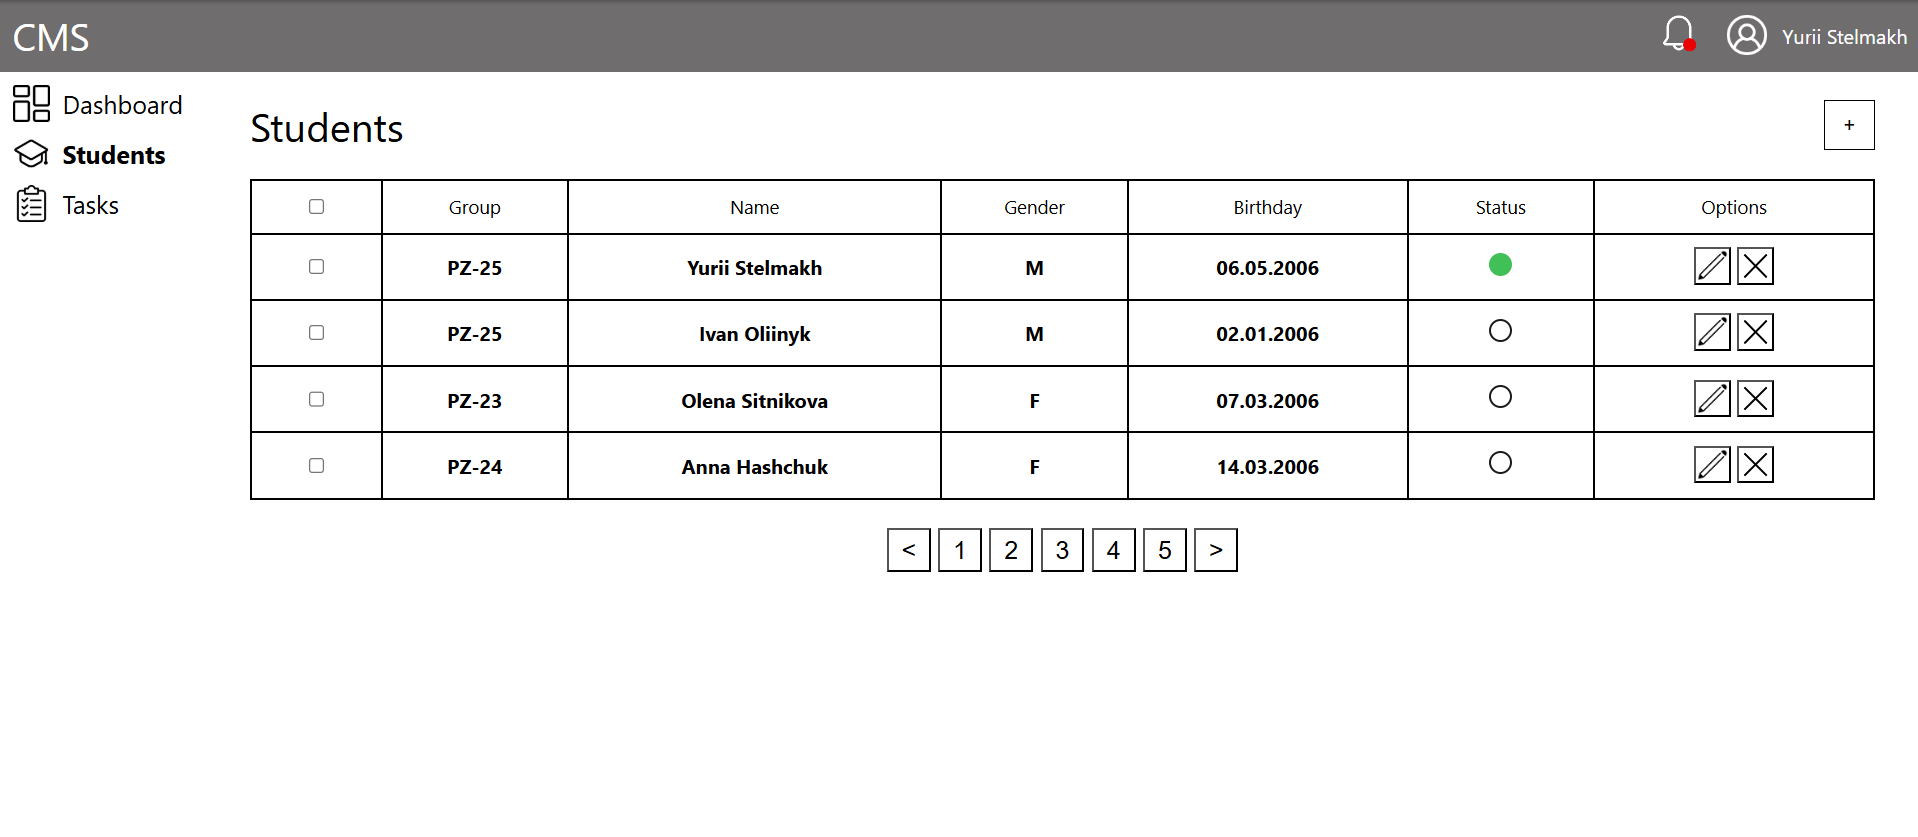 CMS
Yurii Stelmakh
Dashboard
Students
Tasks
Students
+
Group Name Gender Birthday Status Options
PZ-25 Yurii Stelmakh M 06.05.2006
PZ-25 Ivan Oliinyk M 02.01.2006
PZ-23 Olena Sitnikova F 07.03.2006
PZ-24 Anna Hashchuk F 14.03.2006
< 1 2 3 4 5 >